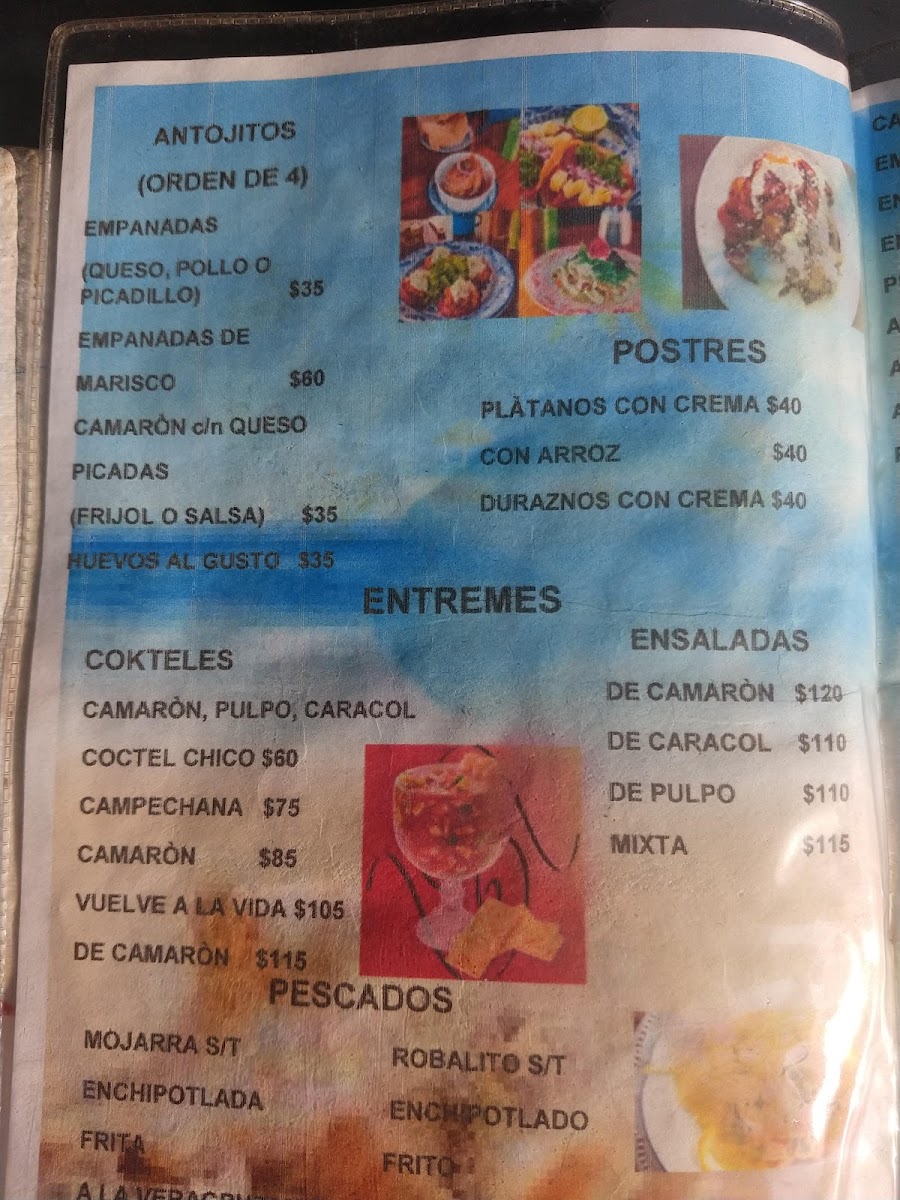 ANTOJITOS
(ORDEN DE 4)
EMPANADAS
(QUESO, POLLO O
PICADILLO) $35
EMPANADAS DE
MARISCO $60
CAMARÒN c/n QUESO
PICADAS
(FRIJOL O SALSA) $35
HUEVOS AL GUSTO $35
POSTRES
PLÀTANOS CON CREMA $40
CON ARROZ $40
DURAZNOS CON CREMA $40
ENTREMES
COKTELES
CAMARÒN, PULPO, CARACOL
COCTEL CHICO $60
CAMPECHANA $75
CAMARÒN $85
VUELVE A LA VIDA $105
DE CAMARÒN $115
ENSALADAS
DE CAMARÒN $120
DE CARACOL $110
DE PULPO $110
MIXTA $115
PESCADOS
MOJARRA S/T
ENCHIPOTLADA
FRITA
A LA
ROBALITO S/T
ENCHIPOTLADO
FRITO